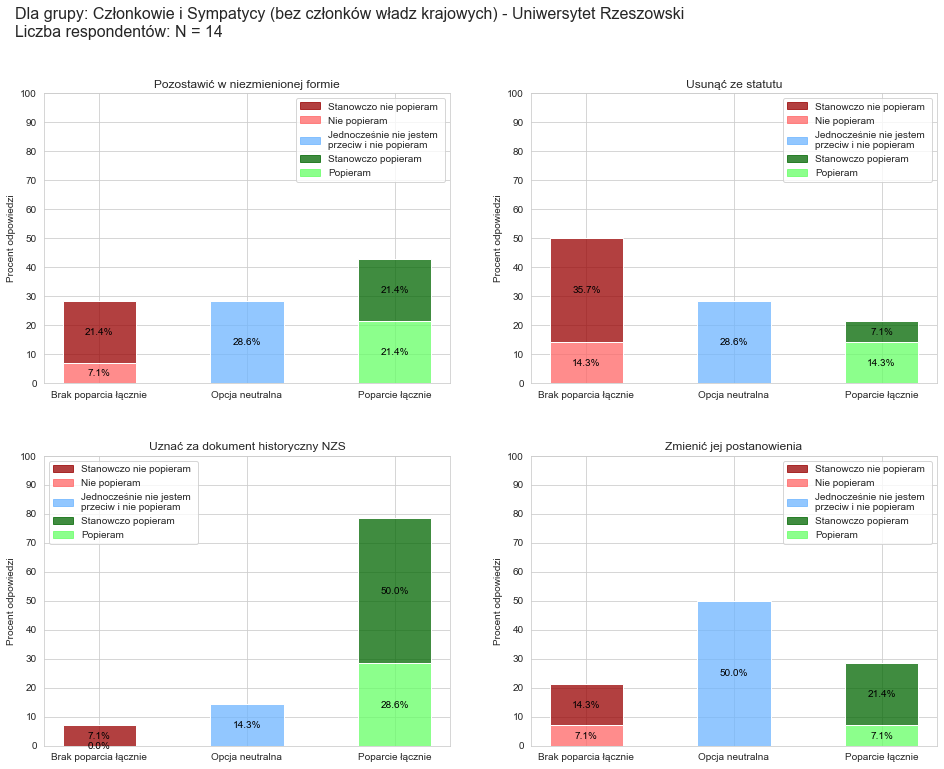 Dla grupy: Członkowie i Sympatycy (bez członków władz krajowych) - Uniwersytet Rzeszowski
Liczba respondentów: N = 14
Pozostawić w niezmienionej formie
100
90
80
70
60
50
40
30
20
10
0
Procent odpowiedzi
Stanowczo nie popieram
Nie popieram
Jednocześnie nie jestem
przeciw i nie popieram
Stanowczo popieram
Popieram
21.4%
7.1%
28.6%
21.4%
21.4%
Brak poparcia łącznie
Opcja neutralna
Poparcie łącznie
Usunąć ze statutu
100
90
80
70
60
50
40
30
20
10
0
Procent odpowiedzi
Stanowczo nie popieram
Nie popieram
Jednocześnie nie jestem
przeciw i nie popieram
Stanowczo popieram
Popieram
35.7%
14.3%
28.6%
7.1%
14.3%
Brak poparcia łącznie
Opcja neutralna
Poparcie łącznie
Uznać za dokument historyczny NZS
100
90
80
70
60
50
40
30
20
10
0
Procent odpowiedzi
Stanowczo nie popieram
Nie popieram
Jednocześnie nie jestem
przeciw i nie popieram
Stanowczo popieram
Popieram
7.1%
0.0%
14.3%
50.0%
28.6%
Brak poparcia łącznie
Opcja neutralna
Poparcie łącznie
Zmienić jej postanowienia
100
90
80
70
60
50
40
30
20
10
0
Procent odpowiedzi
Stanowczo nie popieram
Nie popieram
Jednocześnie nie jestem
przeciw i nie popieram
Stanowczo popieram
Popieram
14.3%
7.1%
50.0%
21.4%
7.1%
Brak poparcia łącznie
Opcja neutralna
Poparcie łącznie